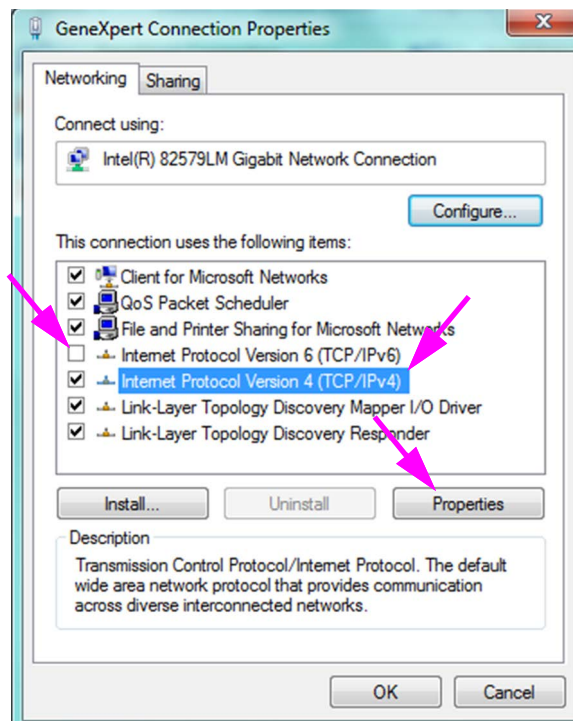 GeneXpert Connection Properties
Networking
Sharing
Connect using:
Intel(R) 82579LM Gigabit Network Connection
Configure...
This connection uses the following items:
Client for Microsoft Networks
QoS Packet Scheduler
File and Printer Sharing for Microsoft Networks
Internet Protocol Version 6 (TCP/IPv6)
Internet Protocol Version 4 (TCP/IPv4)
Link-Layer Topology Discovery Mapper I/O Driver
Link-Layer Topology Discovery Responder
Install...
Uninstall
Properties
Description
Transmission Control Protocol/Internet Protocol. The default
wide area network protocol that provides communication
across diverse interconnected networks.
OK
Cancel